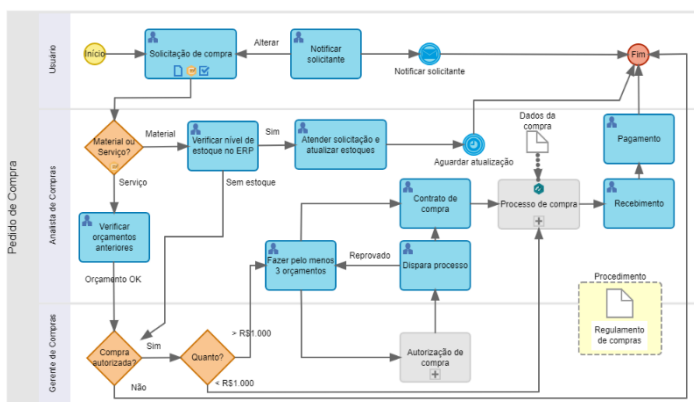 Pedido de Compra
Usuário
Início
Solicitação de compra
Alterar
Notificar
solicitante
Notificar solicitante
Fim
Analista de Compras
Material ou
Serviço?
Material
Verificar nível de
estoque no ERP
Sim
Atender solicitação e
atualizar estoques
Aguardar atualização
Dados da
compra
Pagamento
Serviço
Sem estoque
Verificar
orçamentos
anteriores
Contrato de
compra
Processo de compra
Recebimento
Orçamento OK
Fazer pelo menos
3 orçamentos
Reprovado
Dispara processo
Procedimento
Regulamento
de compras
Gerente de Compras
Compra
autorizada?
Sim
Não
Quanto?
> R$1.000
< R$1.000
Autorização de
compra